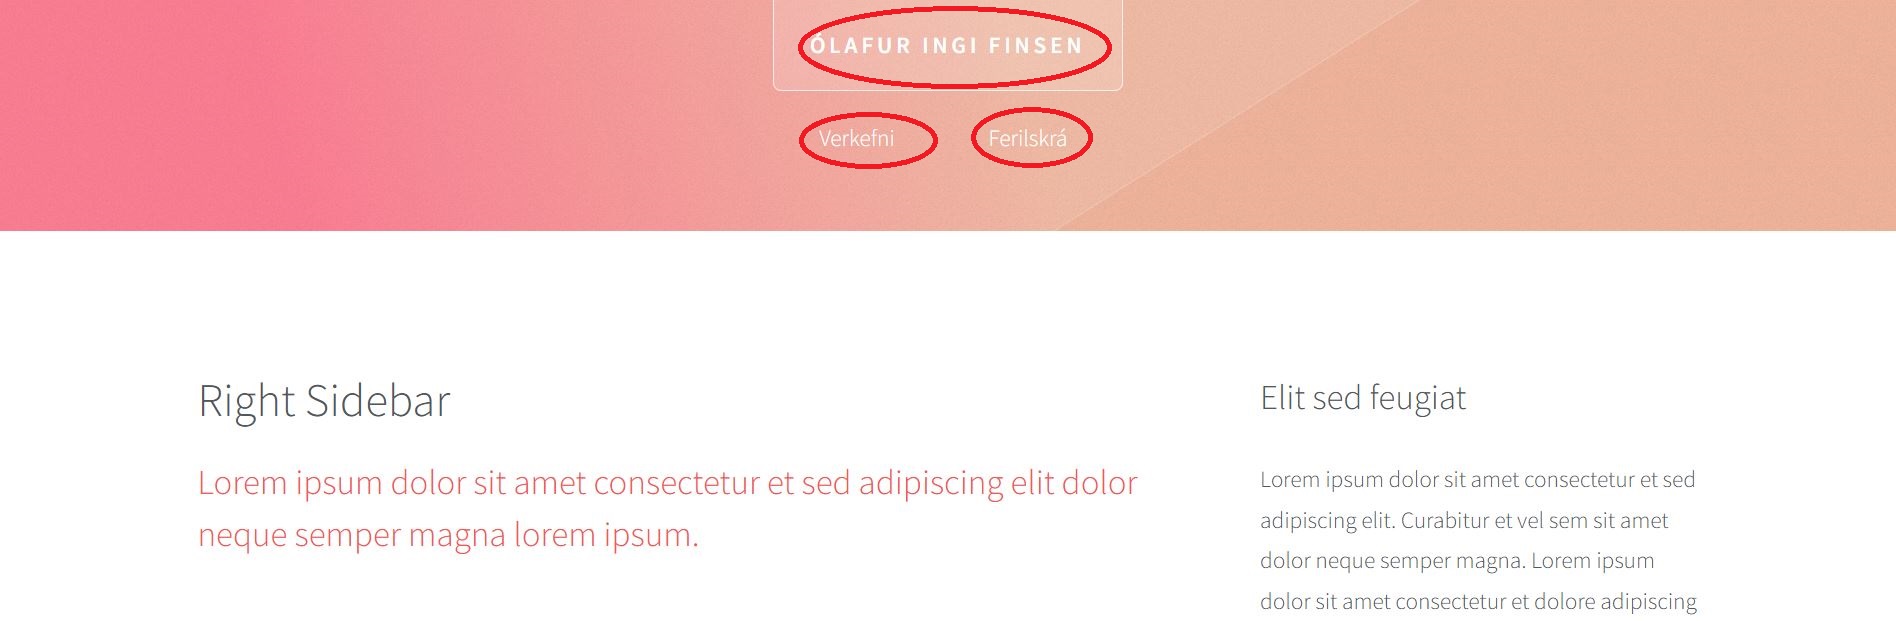 ÓLAFUR INGI FINSEN
Verkefni Ferilskrá
Right Sidebar
Lorem ipsum dolor sit amet consectetur et sed adipiscing elit dolor
neque semper magna lorem ipsum.
Elit sed feugiat
Lorem ipsum dolor sit amet consectetur et sed
adipiscing elit. Curabitur et vel sem sit amet
dolor neque semper magna. Lorem ipsum
dolor sit amet consectetur et dolore adipiscing